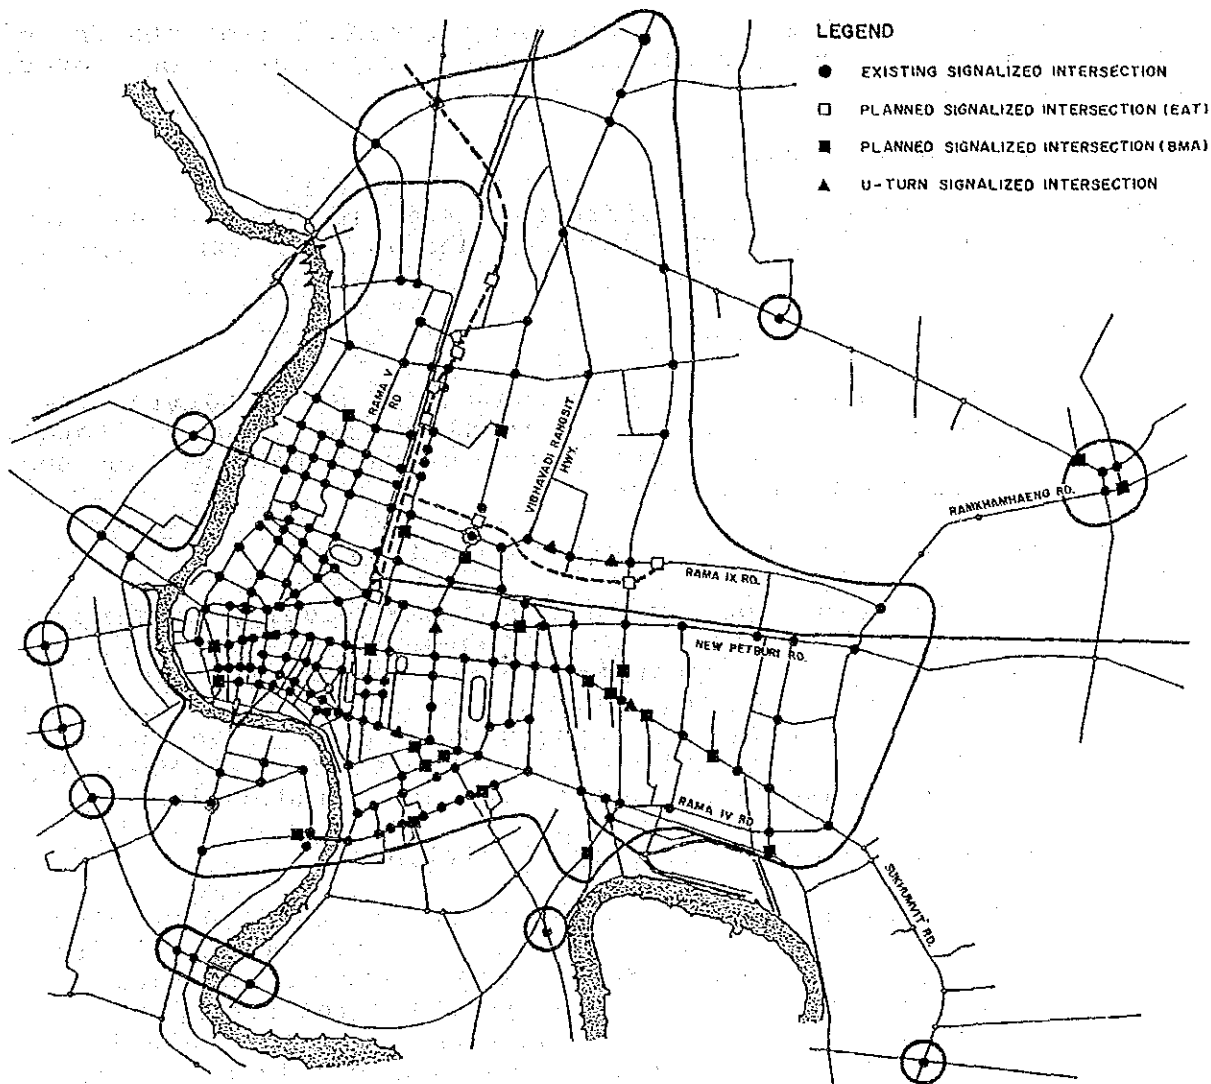 LEGEND
EXISTING SIGNALIZED INTERSECTION
PLANNED SIGNALIZED INTERSECTION (EAT)
PLANNED SIGNALIZED INTERSECTION (BMA)
U-TURN SIGNALIZED INTERSECTION
RAMA V
RD
VIBHAVADI RANGSIT
HWY.
RAMKHAMHAENG RD.
RAMA IX RD.
NEW PETBURI RD.
RAMA IV RD
SUKHUMVIT RD.